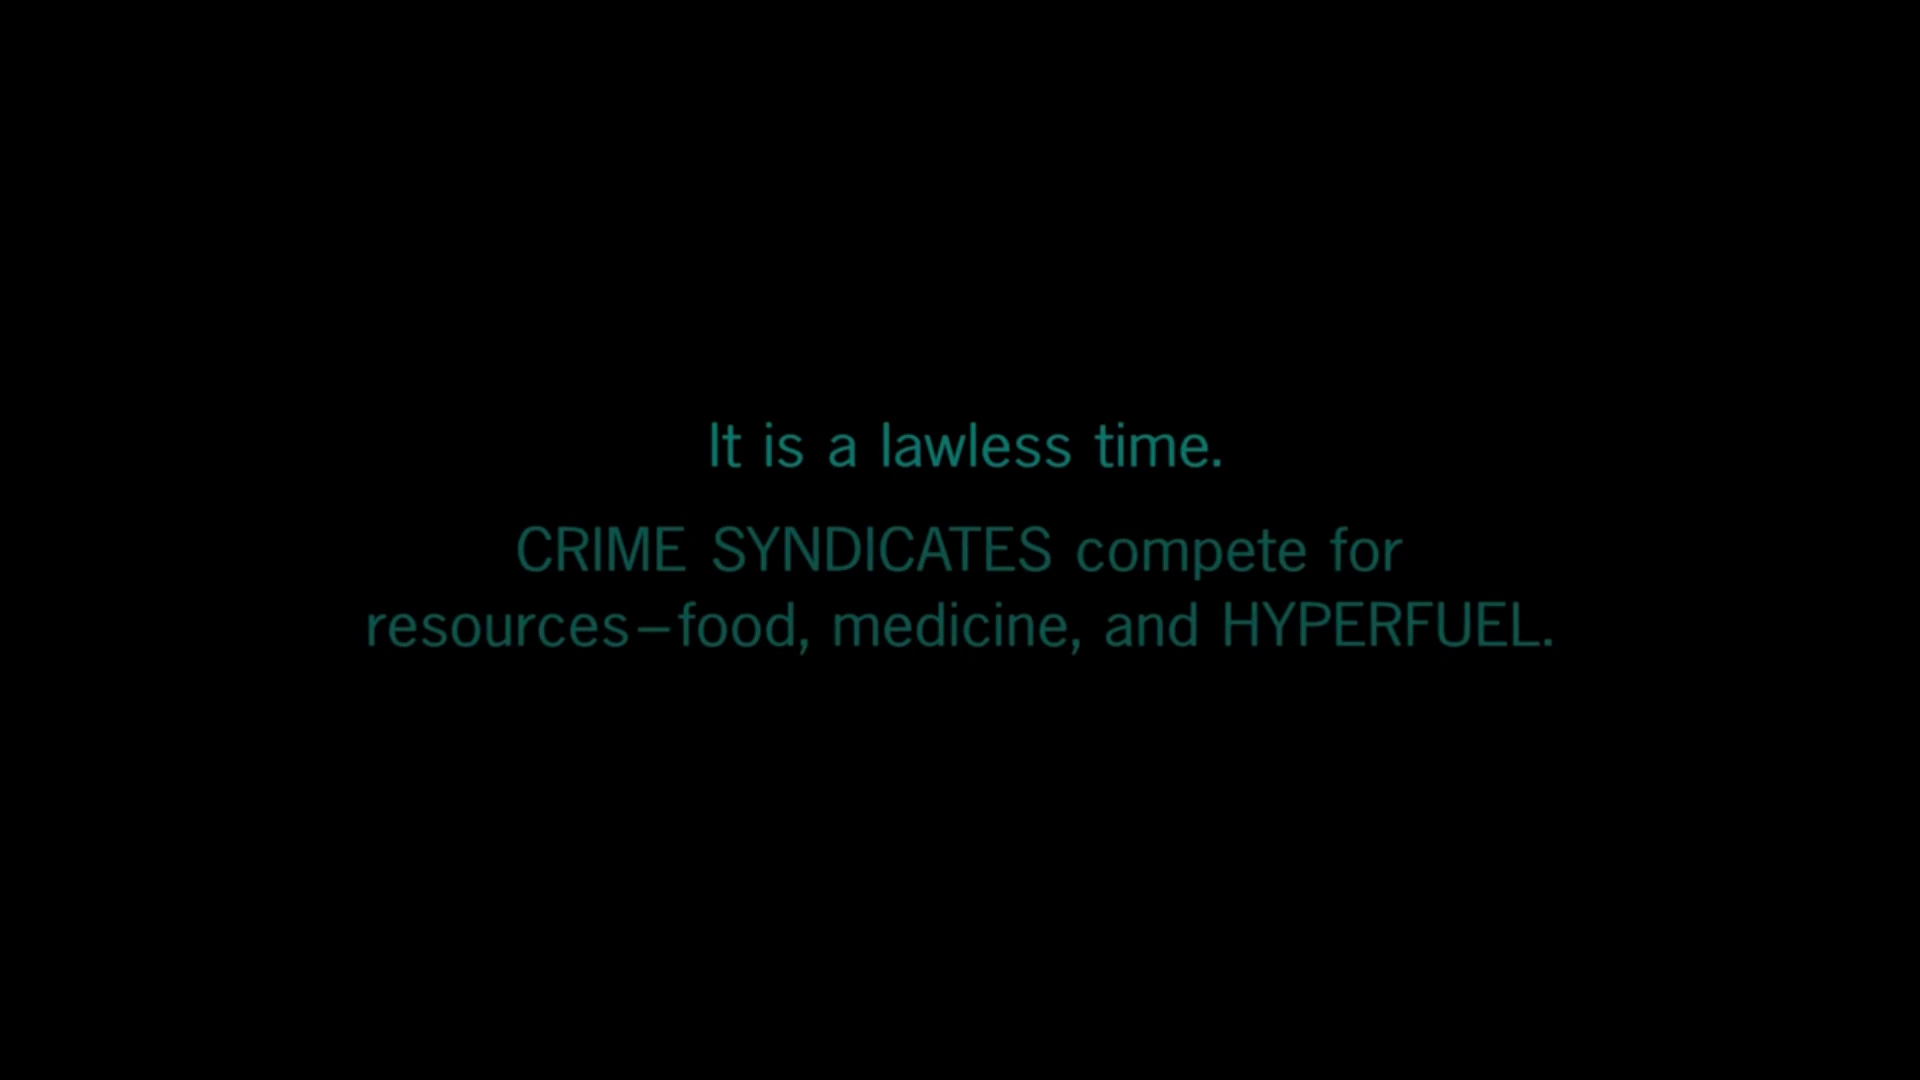 It is a lawless time.
CRIME SYNDICATES compete for
resources–food, medicine, and HYPERFUEL.